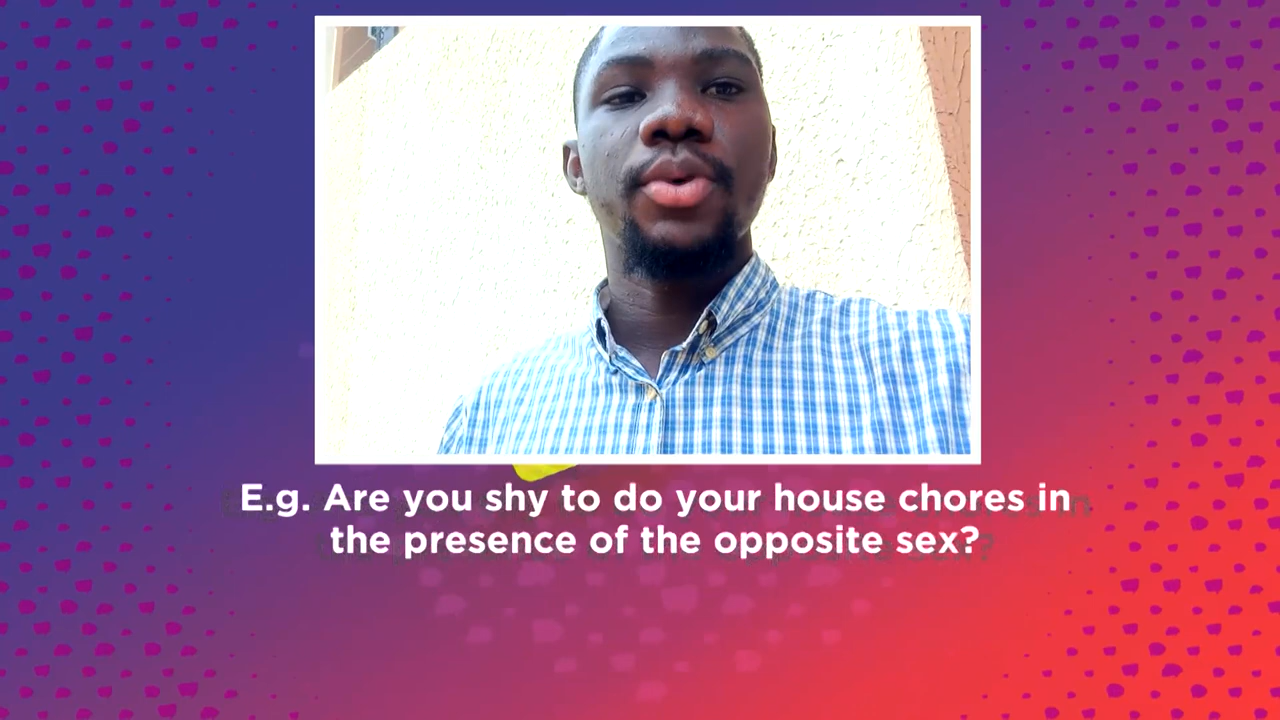 E.g. Are you shy to do your house chores in
the presence of the opposite sex?